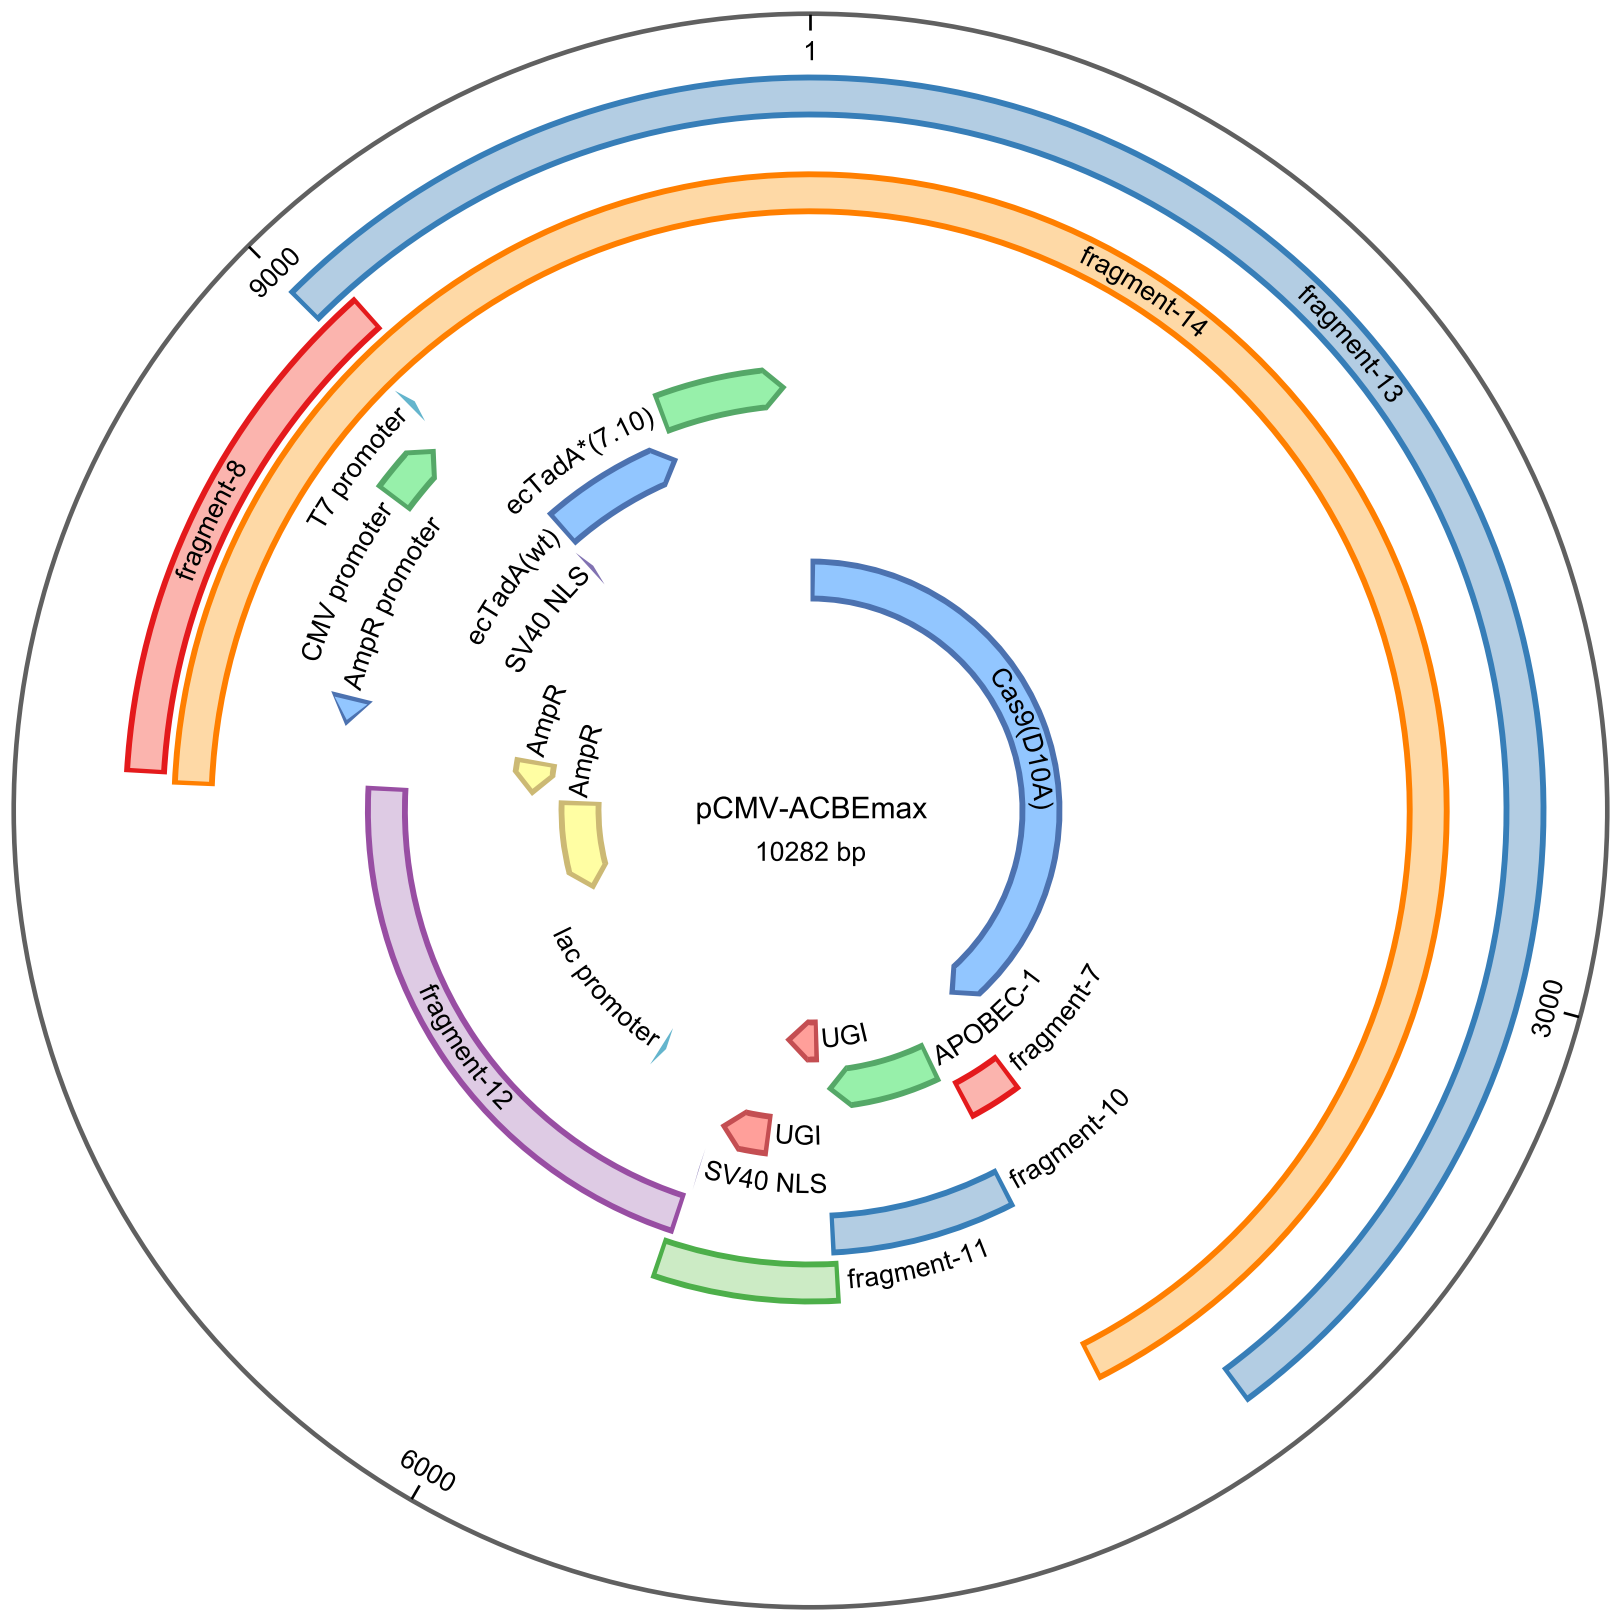 1
9000
fragment-14
fragment-13
fragment-8
T7 promoter
CMV promoter
AmpR promoter
ecTadA*(7.10)
ecTadA(wt)
SV40 NLS
AmpR
AmpR
Cas9(D10A)
pCMV-ACBEmax
10282 bp
lac promoter
fragment-12
UGI
APOBEC-1
fragment-7
3000
UGI
SV40 NLS
fragment-10
fragment-11
6000